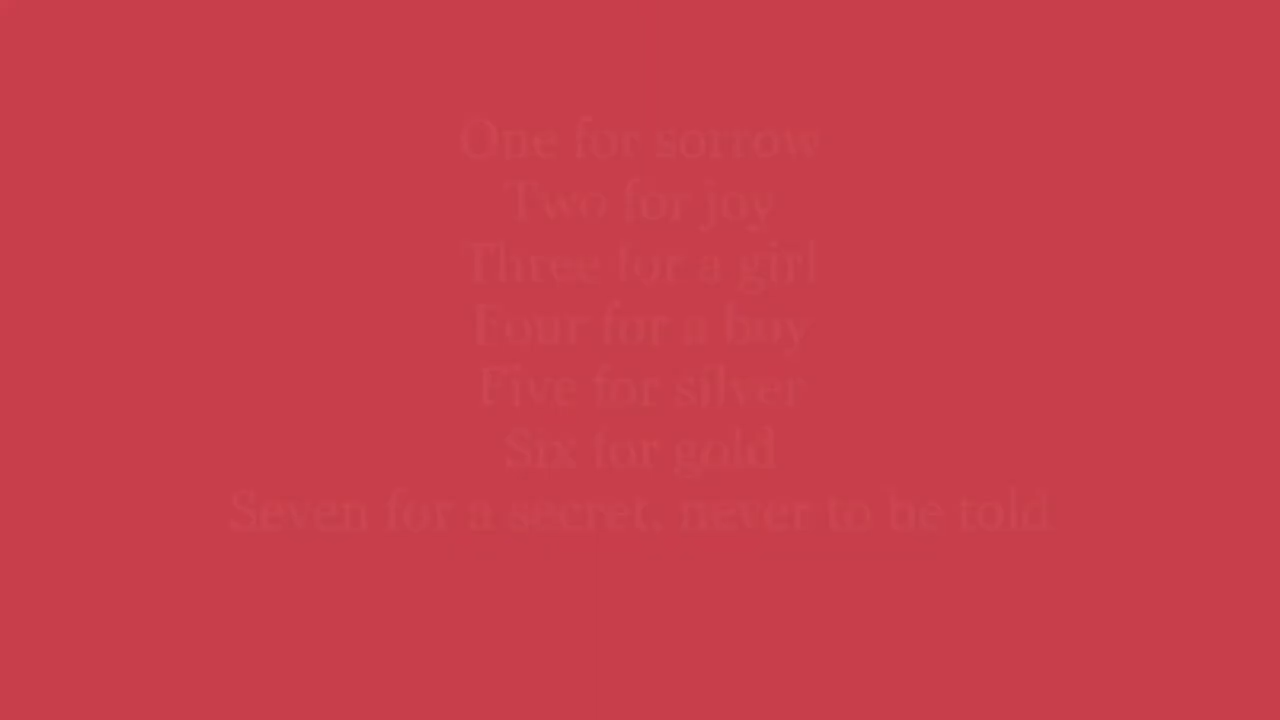 One for sorrow
Two for joy
Three for a girl
Four for a boy
Five for silver
Six for gold
Seven for a secret, never to be told